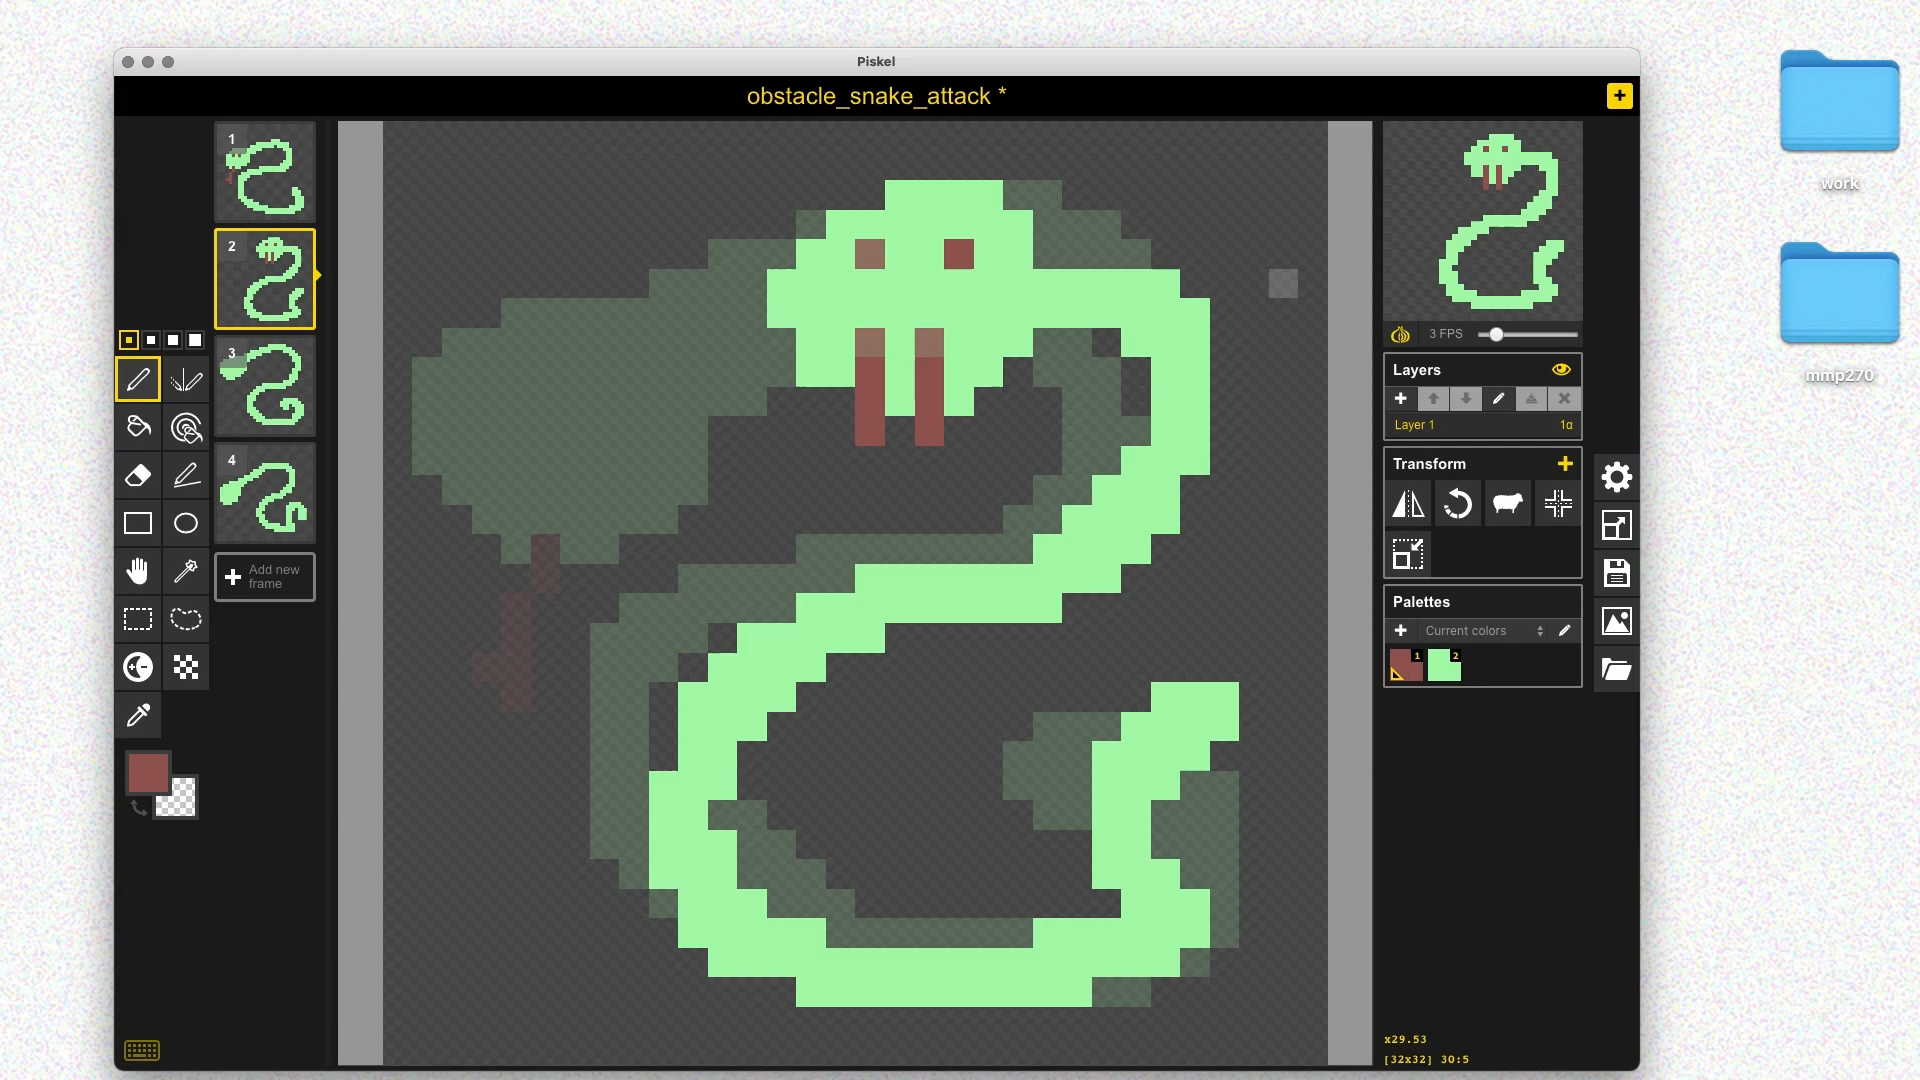 Piskel
obstacle_snake_attack *
1
2
3
4
Add new
frame
3 FPS
Layers
Layer 1
1α
Transform
Palettes
Current colors
1
2
x29.53
[32x32] 30:5
work
mmp270